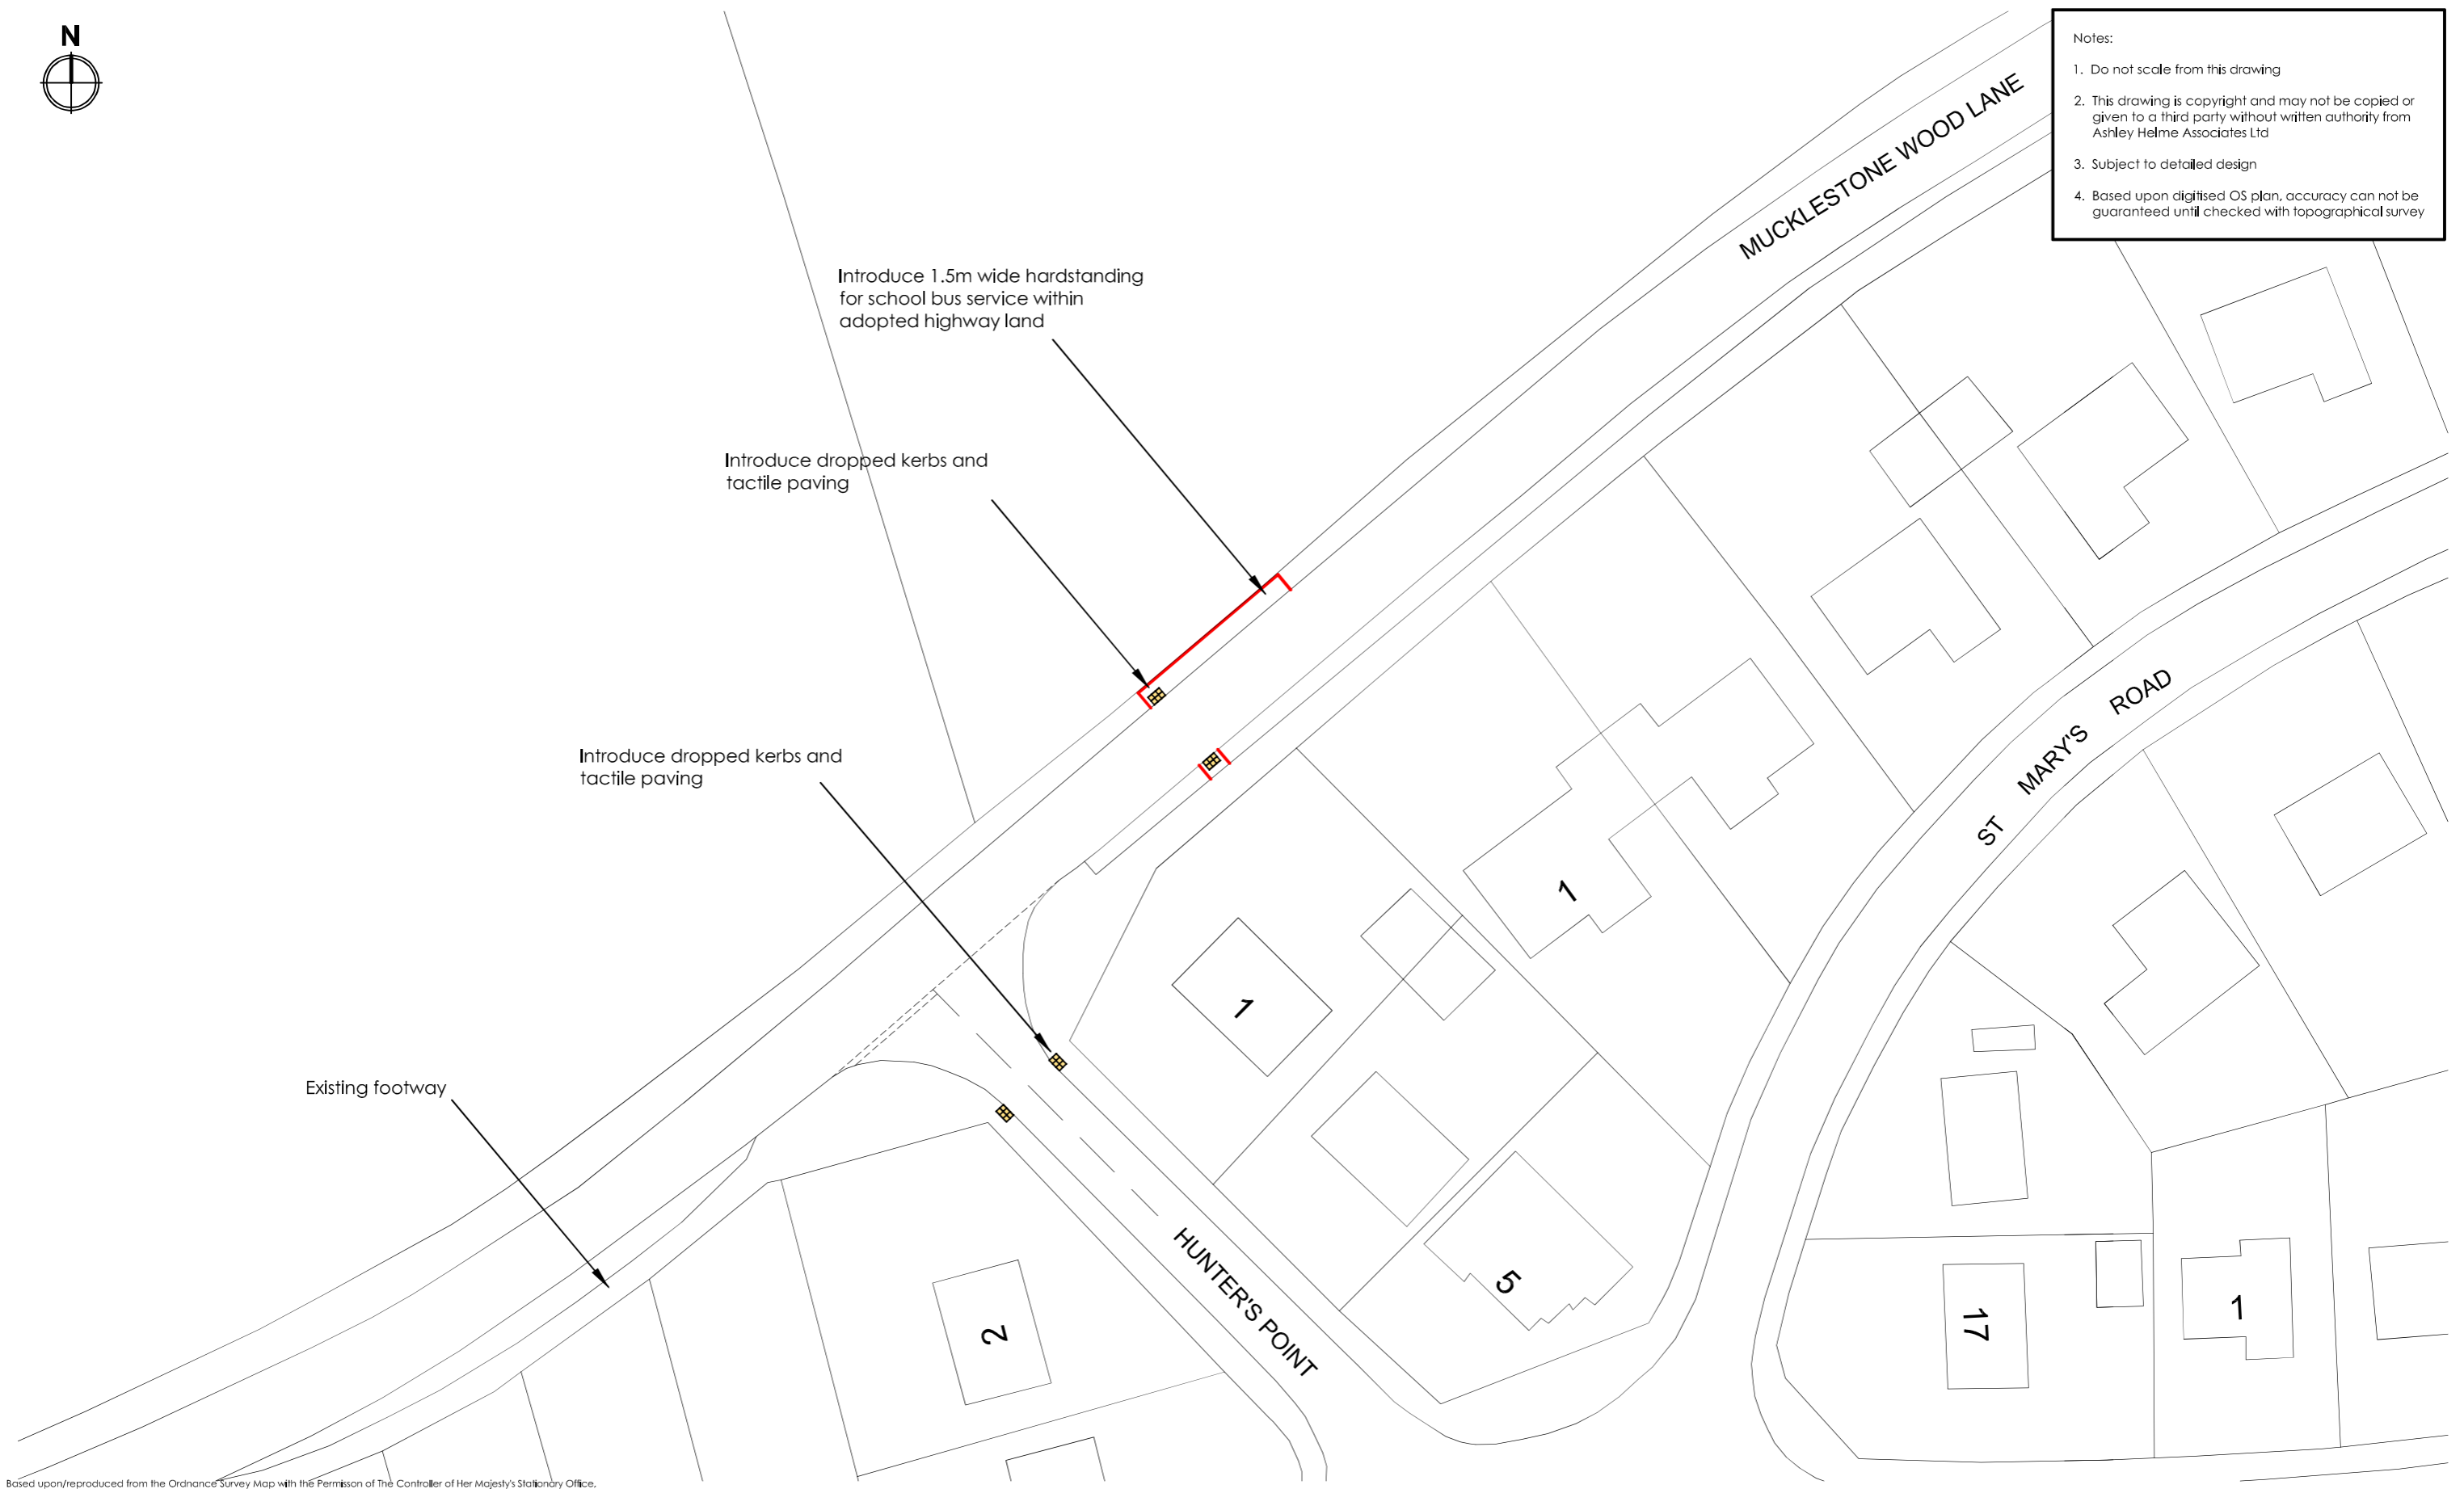 N
Notes:
1. Do not scale from this drawing
2. This drawing is copyright and may not be copied or
given to a third party without written authority from
Ashley Helme Associates Ltd
3. Subject to detailed design
4. Based upon digitised OS plan, accuracy can not be
guaranteed until checked with topographical survey
MUCKLESTONE WOOD LANE
Introduce 1.5m wide hardstanding
for school bus service within
adopted highway land
Introduce dropped kerbs and
tactile paving
Introduce dropped kerbs and
tactile paving
Existing footway
ST MARY'S ROAD
HUNTER'S POINT
1
1
2
5
17
1
Based upon/reproduced from the Ordnance Survey Map with the Permisson of The Controller of Her Majesty's Stationary Office.